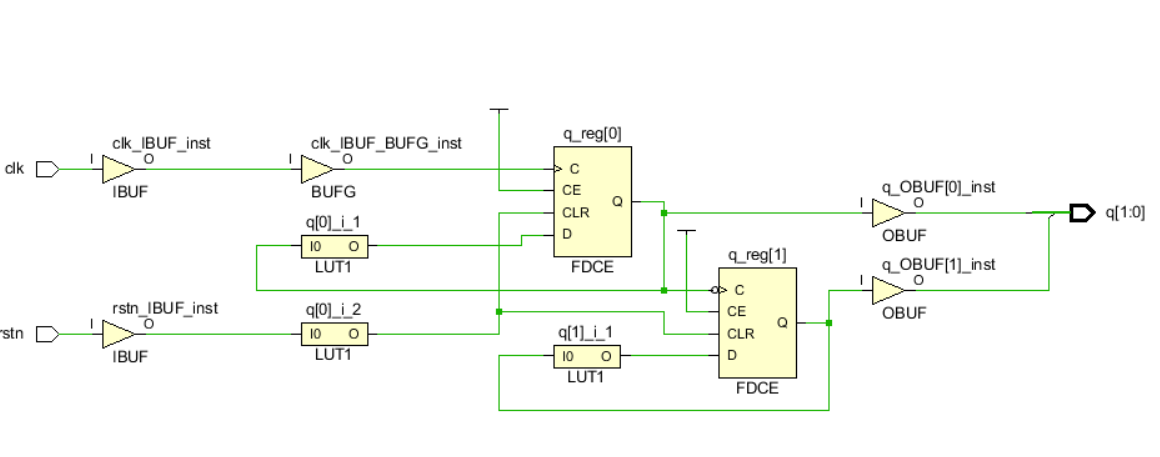 clk
I
clk_IBUF_inst
O
IBUF
I
clk_IBUF_BUFG_inst
O
BUFG
q_reg[0]
C
CE
CLR
D
Q
FDCE
q[0]_i_1
I0 O
LUT1
rstn
I
rstn_IBUF_inst
O
IBUF
q[0]_i_2
I0 O
LUT1
q[1]_i_1
I0 O
LUT1
q_reg[1]
C
CE
CLR
D
Q
FDCE
I
q_OBUF[0]_inst
O
OBUF
I
q_OBUF[1]_inst
O
OBUF
q[1:0]